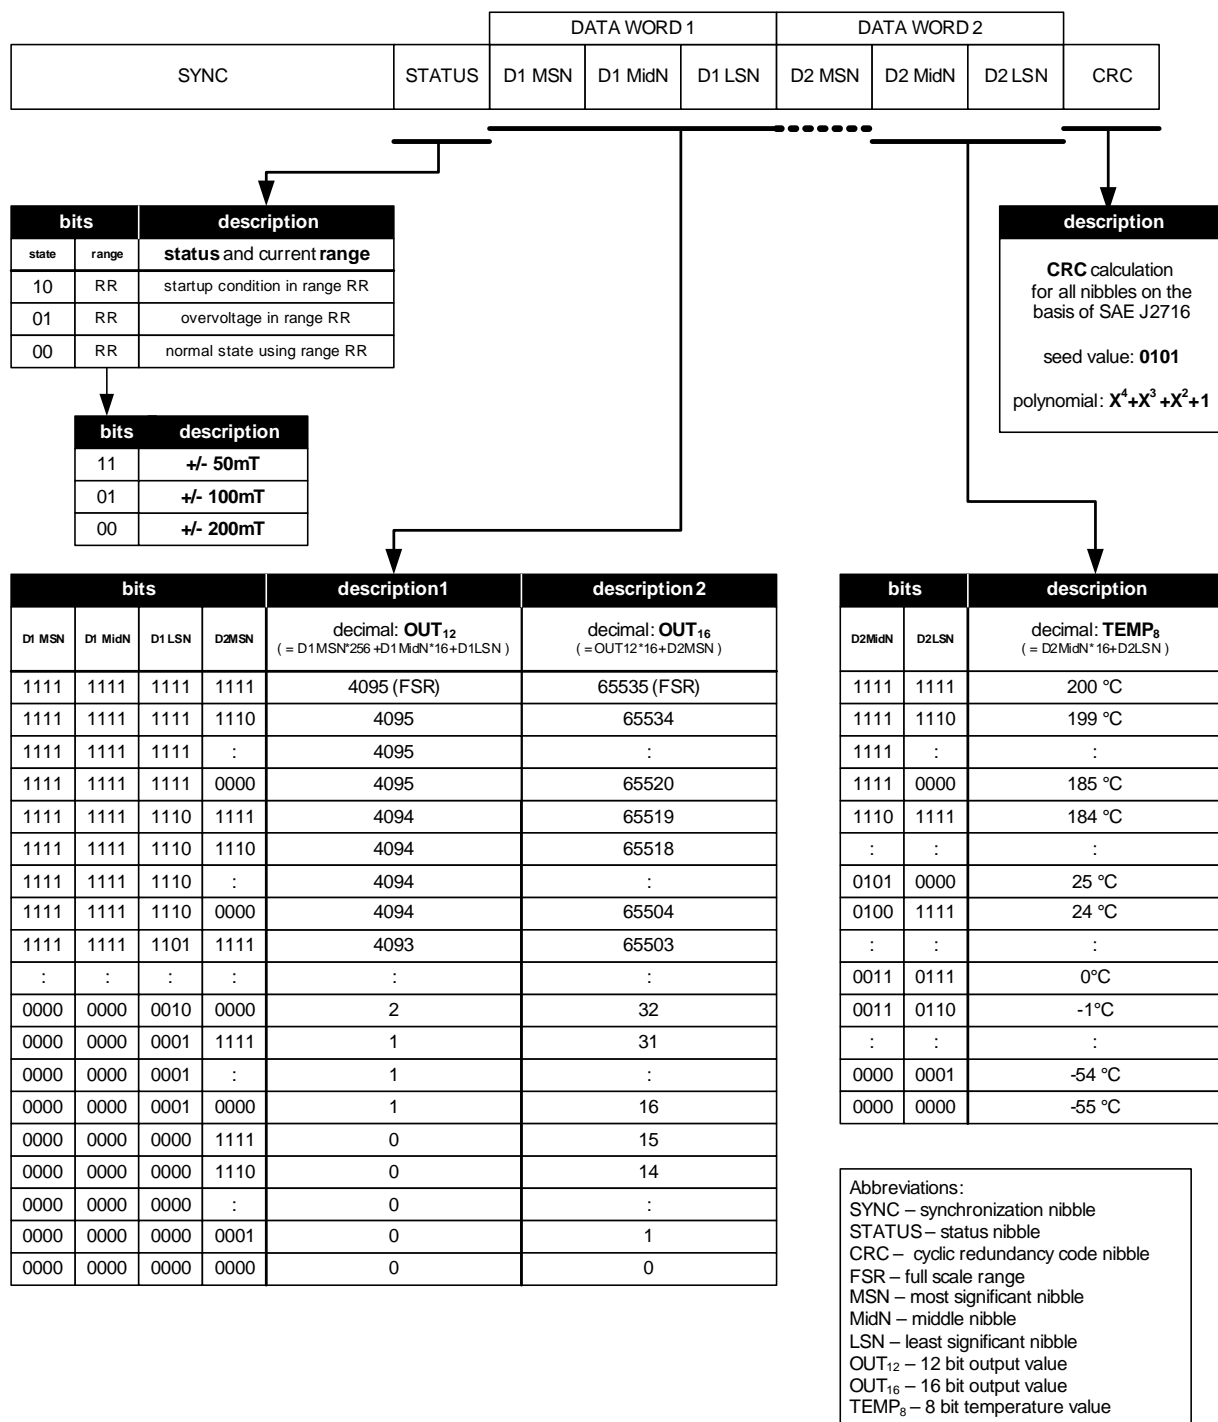 DATA WORD 1 DATA WORD 2
SYNC STATUS D1 MSN D1 MidN D1 LSN D2 MSN D2 MidN D2 LSN CRC
bits description
state range status and current range
10 RR startup condition in range RR
01 RR overvoltage in range RR
00 RR normal state using range RR
bits description
11 +/- 50mT
01 +/- 100mT
00 +/- 200mT
description
CRC calculation
for all nibbles on the
basis of SAE J2716
seed value: 0101
polynomial: X⁴+X³+X²+1
bits description1 description2
D1 MSN D1 MidN D1 LSN D2MSN decimal: OUT₁₂ decimal: OUT₁₆
( = D1MSN*256 +D1MidN*16+D1LSN ) ( =OUT12*16+D2MSN )
1111 1111 1111 1111 4095 (FSR) 65535 (FSR)
1111 1111 1111 1110 4095 65534
1111 1111 1111 : 4095 :
1111 1111 1111 0000 4095 65520
1111 1111 1110 1111 4094 65519
1111 1111 1110 1110 4094 65518
1111 1111 1110 : 4094 :
1111 1111 1110 0000 4094 65504
1111 1111 1101 1111 4093 65503
: : : : : :
0000 0000 0010 0000 2 32
0000 0000 0001 1111 1 31
0000 0000 0001 : 1 :
0000 0000 0001 0000 1 16
0000 0000 0000 1111 0 15
0000 0000 0000 1110 0 14
0000 0000 0000 : 0 :
0000 0000 0000 0001 0 1
0000 0000 0000 0000 0 0
bits description
D2MidN D2LSN decimal: TEMP₈
( = D2MidN*16+D2LSN )
1111 1111 200 °C
1111 1110 199 °C
1111 : :
1111 0000 185 °C
1110 1111 184 °C
: : :
0101 0000 25 °C
0100 1111 24 °C
: : :
0011 0111 0°C
0011 0110 -1°C
: : :
0000 0001 -54 °C
0000 0000 -55 °C
Abbreviations:
SYNC – synchronization nibble
STATUS – status nibble
CRC – cyclic redundancy code nibble
FSR – full scale range
MSN – most significant nibble
MidN – middle nibble
LSN – least significant nibble
OUT₁₂ – 12 bit output value
OUT₁₆ – 16 bit output value
TEMP₈ – 8 bit temperature value